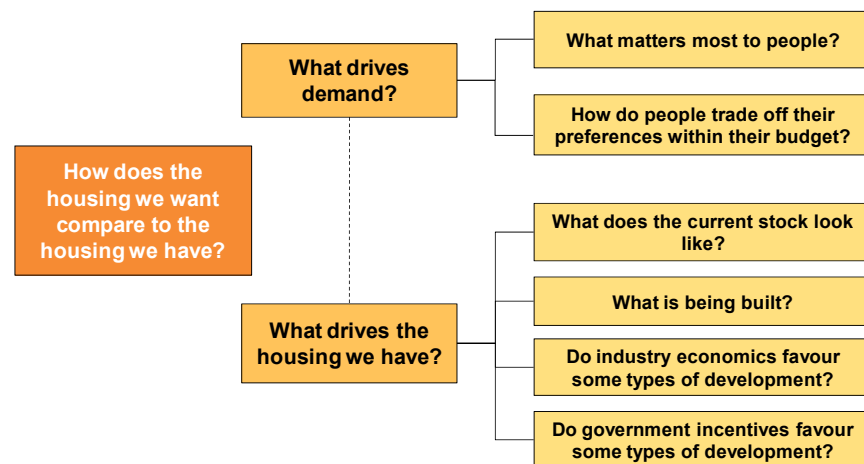 How does the
housing we want
compare to the
housing we have?
What drives
demand?
What matters most to people?
How do people trade off their
preferences within their budget?
What drives the
housing we have?
What does the current stock look
like?
What is being built?
Do industry economics favour
some types of development?
Do government incentives favour
some types of development?